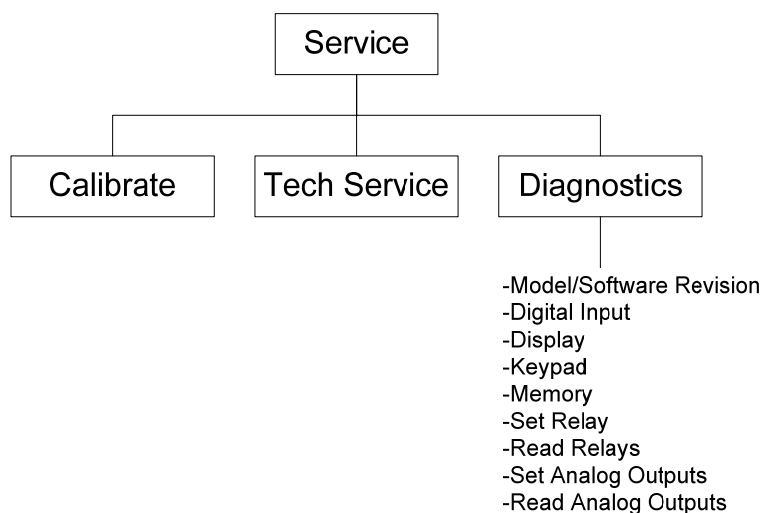 Service
Calibrate
Tech Service
Diagnostics
-Model/Software Revision
-Digital Input
-Display
-Keypad
-Memory
-Set Relay
-Read Relays
-Set Analog Outputs
-Read Analog Outputs